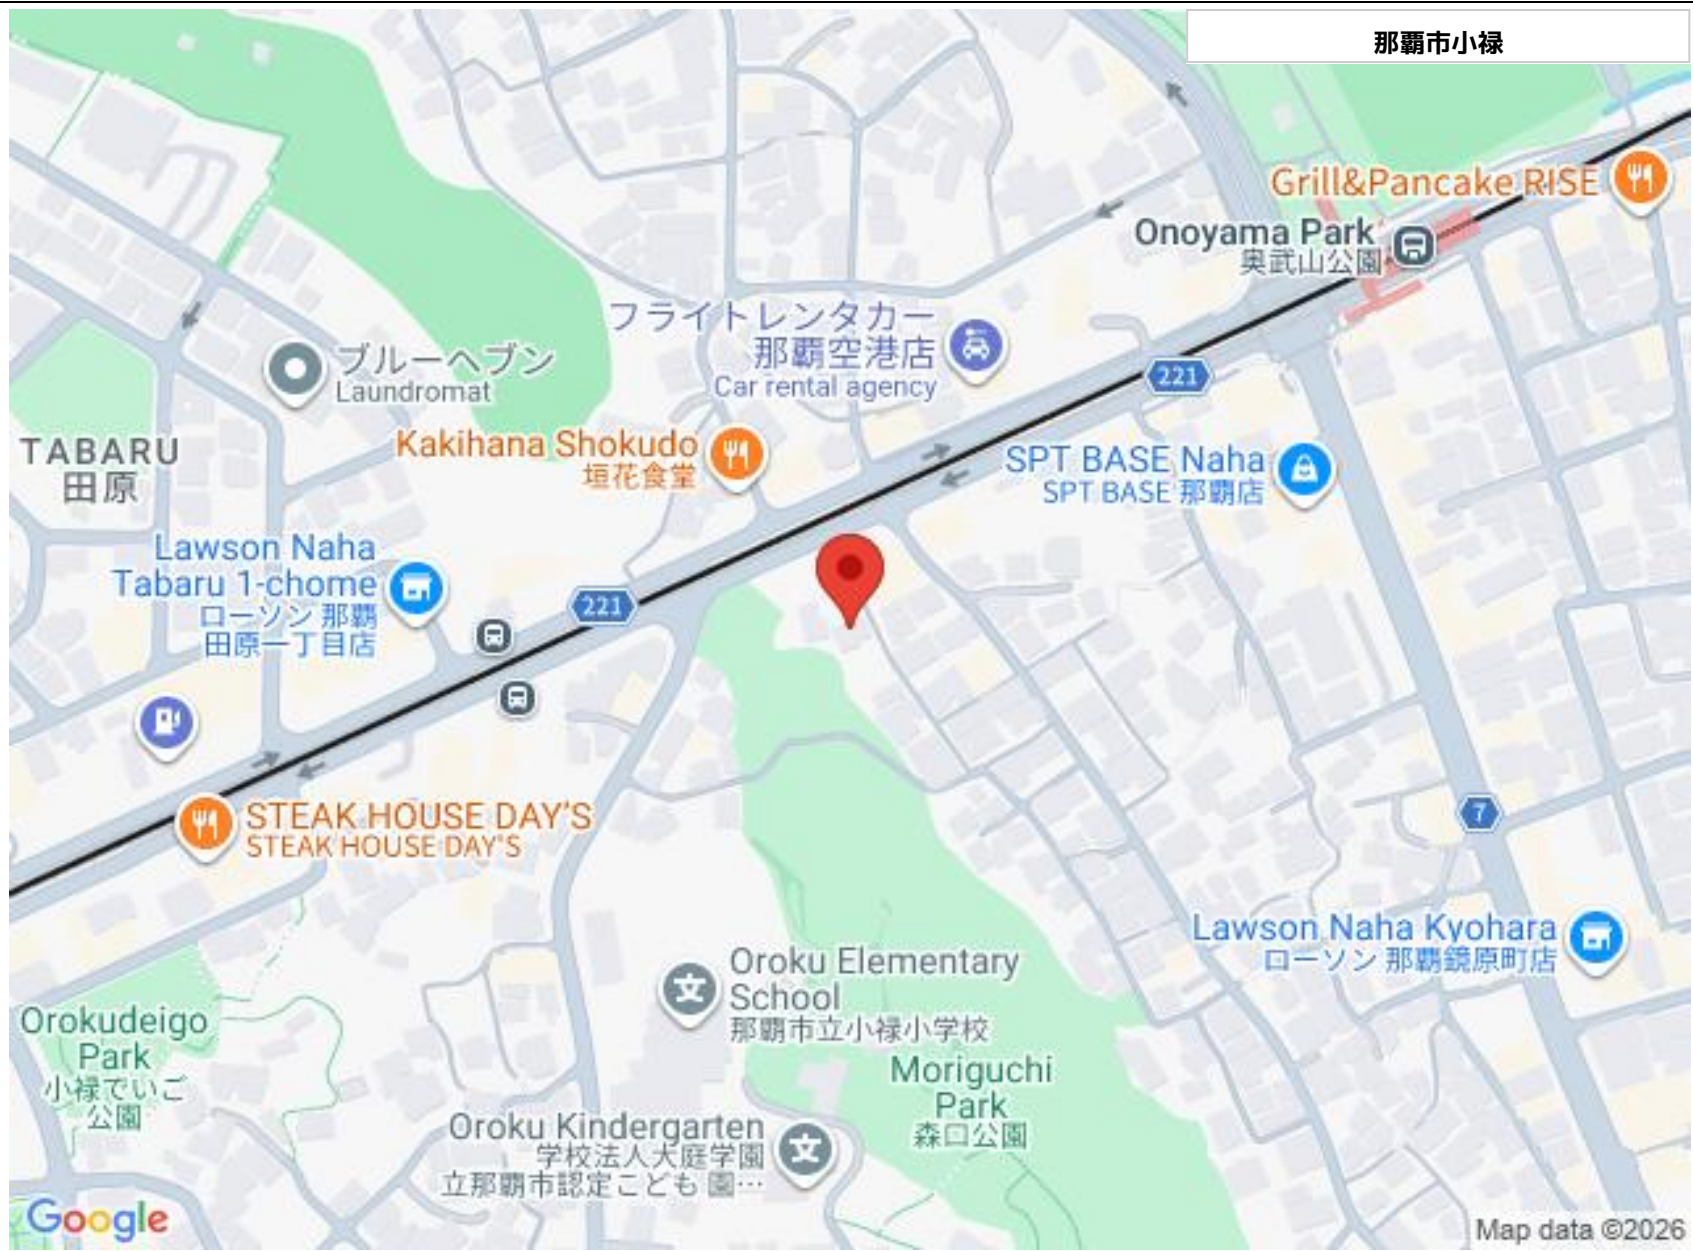 那覇市小禄
Grill&Pancake RISE
Onoyama Park
奥武山公園
フライトレンタカー
那覇空港店
Car rental agency
ブルーヘブン
Laundromat
221
Kakihana Shokudo
垣花食堂
TABARU
田原
SPT BASE Naha
SPT BASE 那覇店
Lawson Naha
Tabaru 1-chome
ローソン 那覇
田原一丁目店
221
STEAK HOUSE DAY'S
STEAK HOUSE DAY'S
7
Lawson Naha Kyohara
ローソン 那覇鏡原町店
Oroku Elementary
School
那覇市立小禄小学校
Orokudeigo
Park
小禄でいご
公園
Moriguchi
Park
森口公園
Oroku Kindergarten
学校法人大庭学園
立那覇市認定こども 園…
Google
Map data ©2026